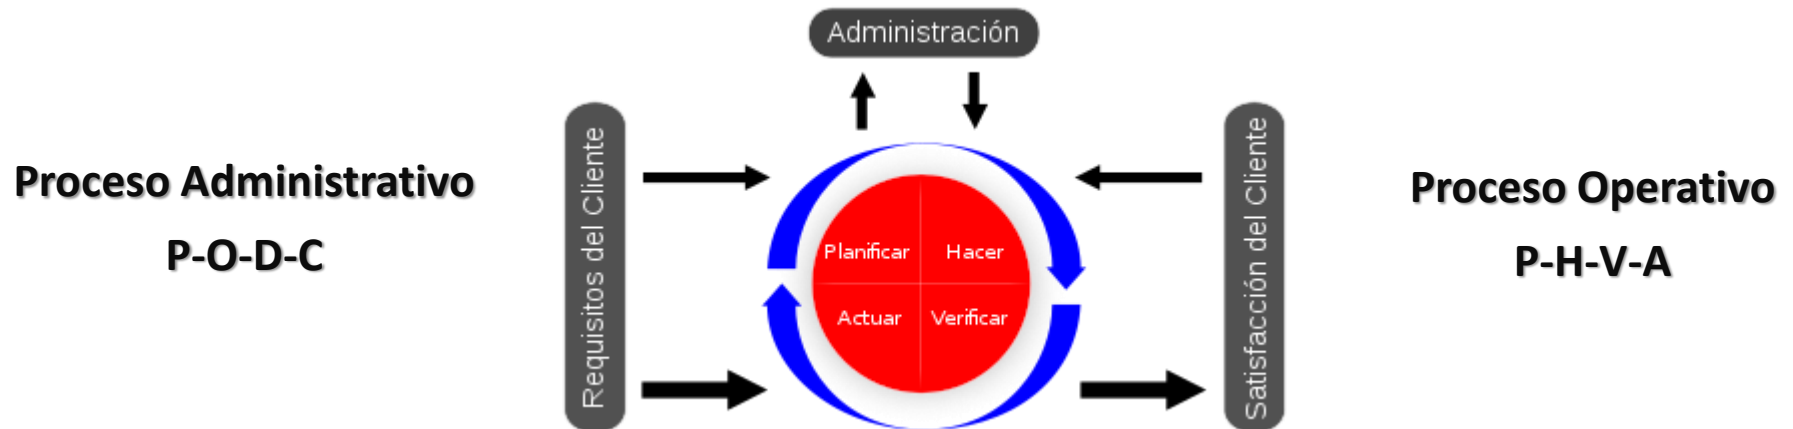 Administración
Proceso Administrativo
P-O-D-C
Requisitos del Cliente
Planificar
Hacer
Actuar
Verificar
Satisfacción del Cliente
Proceso Operativo
P-H-V-A